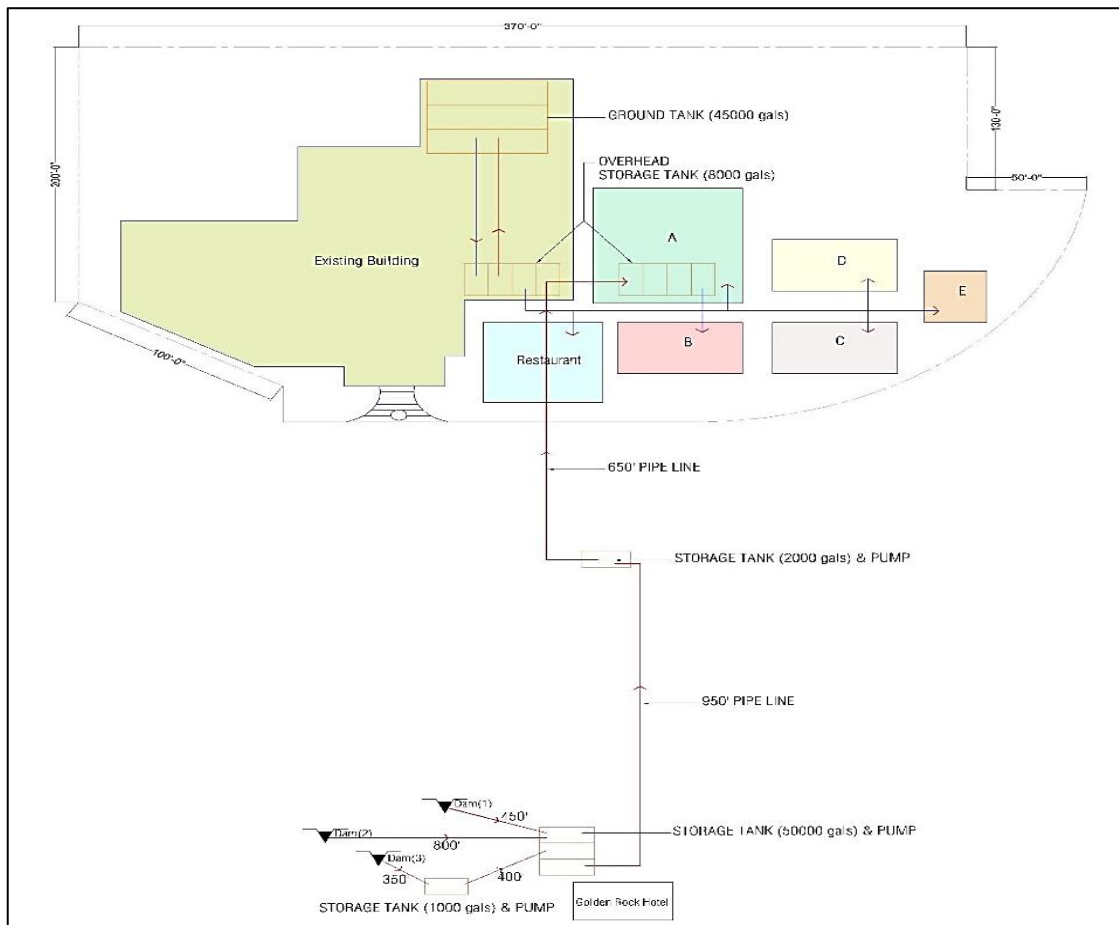 370'-0"
200'-0"
130'-0"
50'-0"
GROUND TANK (45000 gals)
OVERHEAD
STORAGE TANK (8000 gals)
A
Existing Building
D
E
B
C
Restaurant
100'-0"
650' PIPE LINE
STORAGE TANK (2000 gals) & PUMP
950' PIPE LINE
Dam(1)
450'
STORAGE TANK (50000 gals) & PUMP
Dam(2)
800'
Dam(3)
350
400'
STORAGE TANK (1000 gals) & PUMP
Golden Rock Hotel